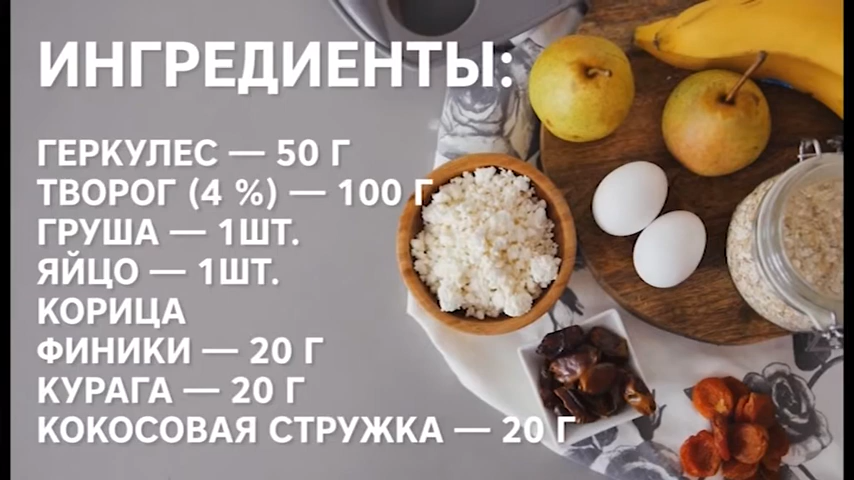 ИНГРЕДИЕНТЫ:
ГЕРКУЛЕС — 50 Г
ТВОРОГ (4 %) — 100 Г
ГРУША — 1ШТ.
ЯЙЦО — 1ШТ.
КОРИЦА
ФИНИКИ — 20 Г
КУРАГА — 20 Г
КОКОСОВАЯ СТРУЖКА — 20 Г